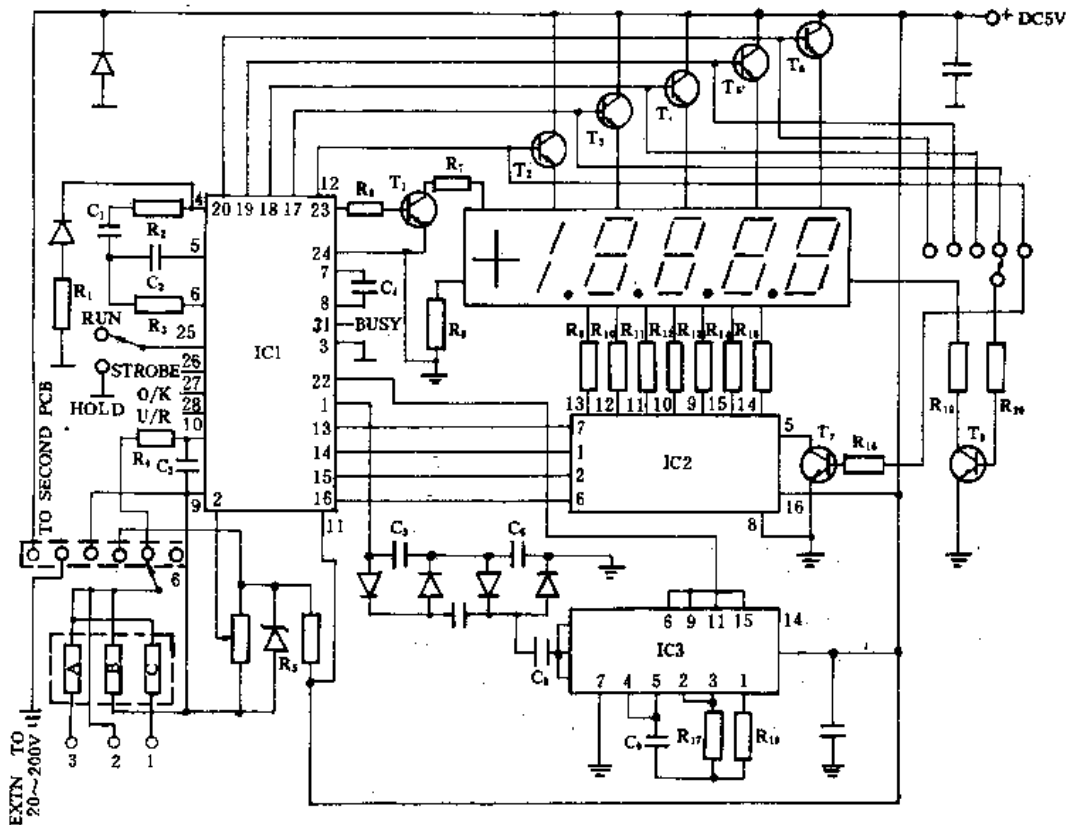 + DC5V
T6
T5
T4
T3
T2
T1
R7
R6
12
4
20 19 18 17 23
C1
R2
5
24
7
C2
8
C4
R1
R3
6
31 BUSY
RUN
25
3
IC1
R8
R9 R10 R11 R12 R13 R14 R15
26
STROBE
27
O/K
28
U/R
HOLD
10
22
1
13 12 11 10 9 15 14
R4
C3
13
7
5
T7
R16
R19
R20
14
1
IC2
T8
15
2
TO SECOND PCB
9
2
16
6
16
11
8
C5
C6
6
6 9 11 15
14
R5
IC3
A
B
C
C8
7 4 5 2 3 1
C9
R17
R18
3 2 1
EXTN TO
20~200V